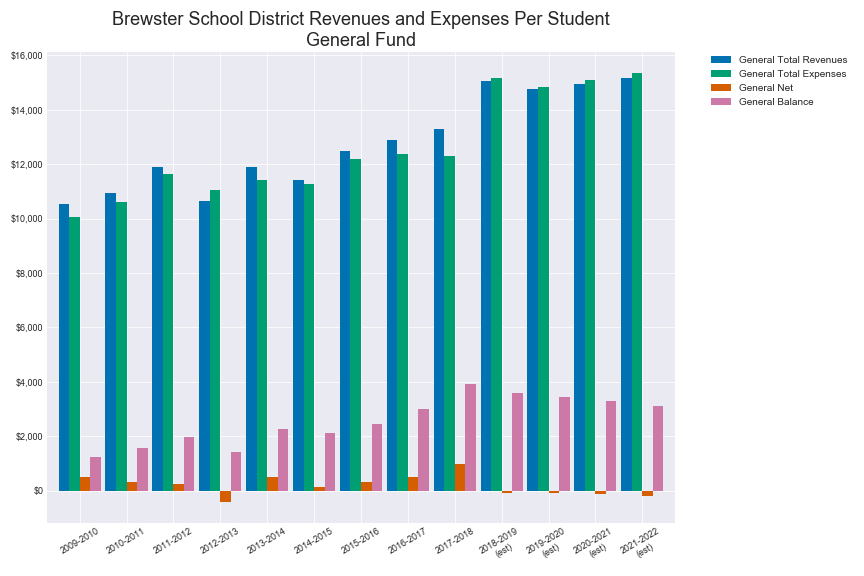 Brewster School District Revenues and Expenses Per Student
General Fund
General Total Revenues
General Total Expenses
General Net
General Balance
$16,000
$14,000
$12,000
$10,000
$8,000
$6,000
$4,000
$2,000
$0
2009-2010
2010-2011
2011-2012
2012-2013
2013-2014
2014-2015
2015-2016
2016-2017
2017-2018
2018-2019
(est)
2019-2020
(est)
2020-2021
(est)
2021-2022
(est)